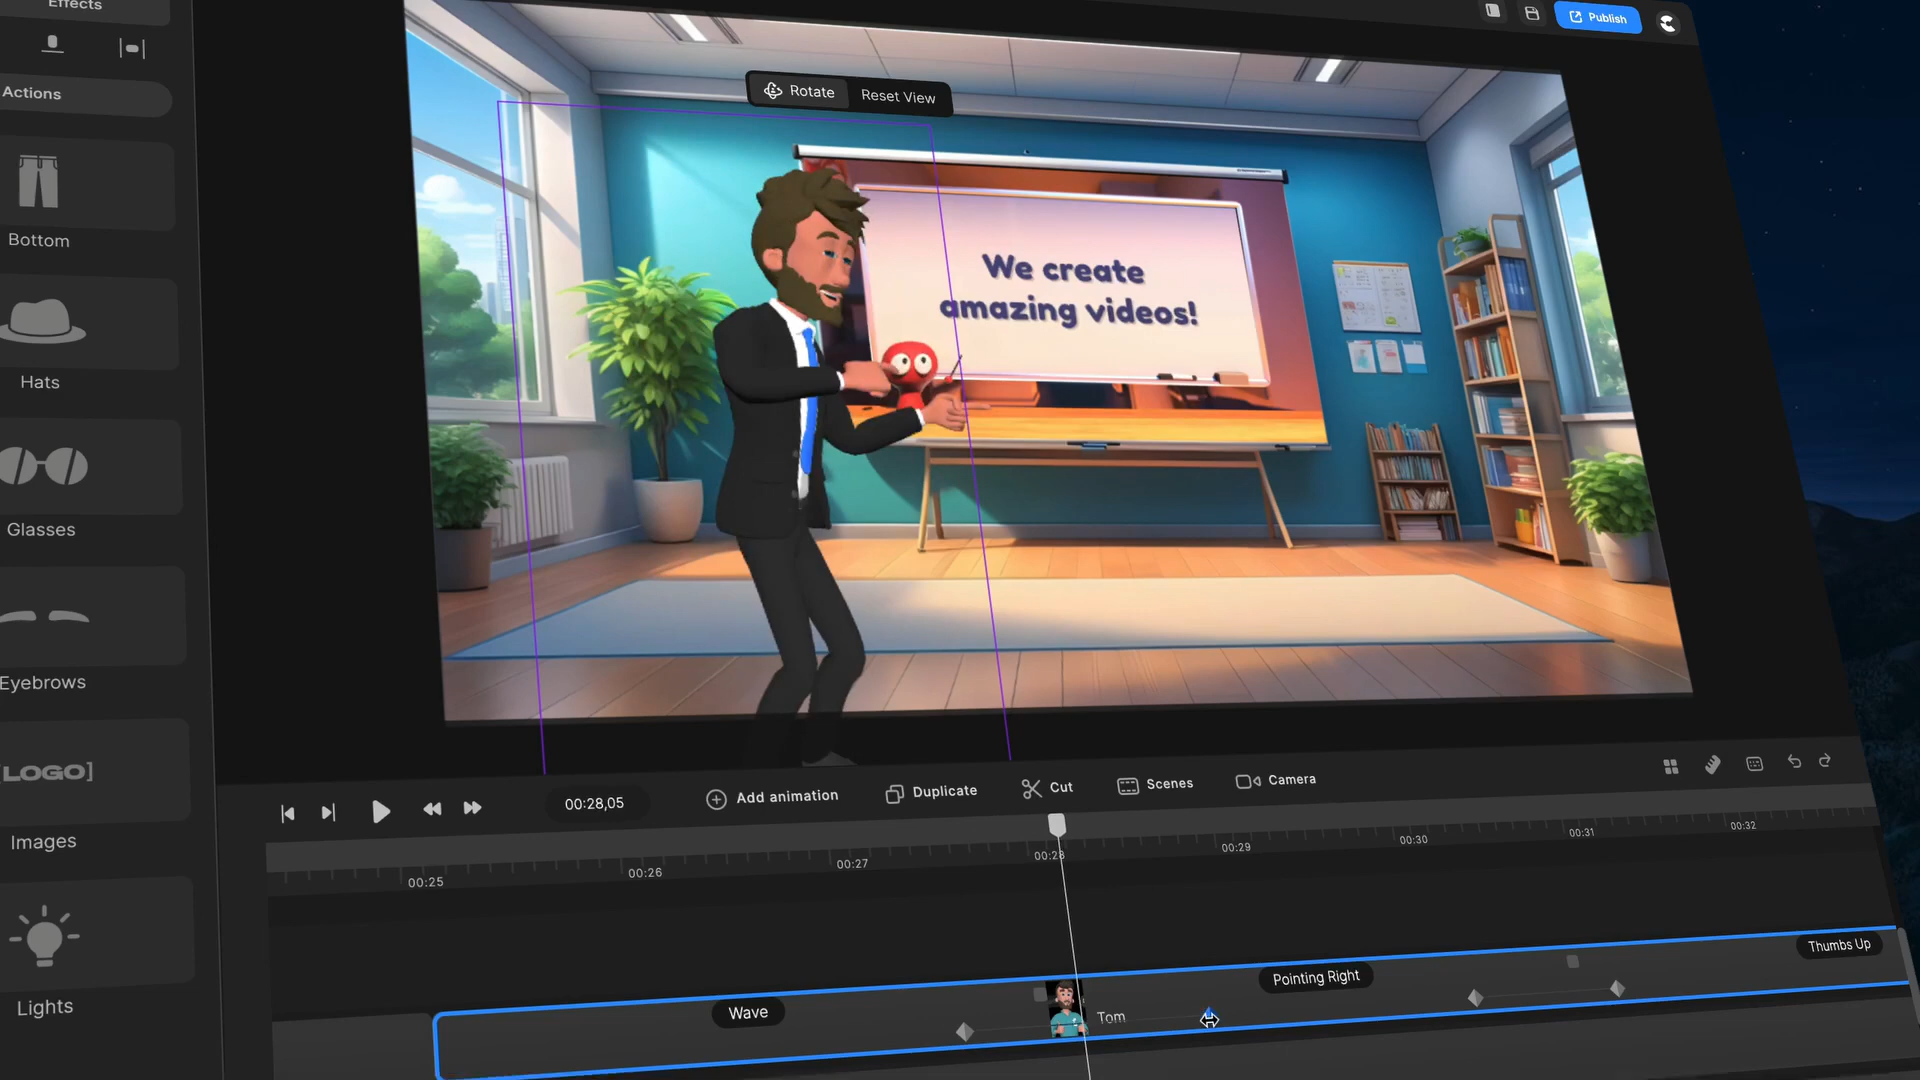 Effects
Publish
Actions
Rotate
Reset View
Bottom
We create
amazing videos!
Hats
Glasses
Eyebrows
[LOGO]
Images
Lights
00:28,05
Add animation
Duplicate
Cut
Scenes
Camera
00:25
00:26
00:27
00:28
00:29
00:30
00:31
00:32
Wave
Tom
Pointing Right
Thumbs Up